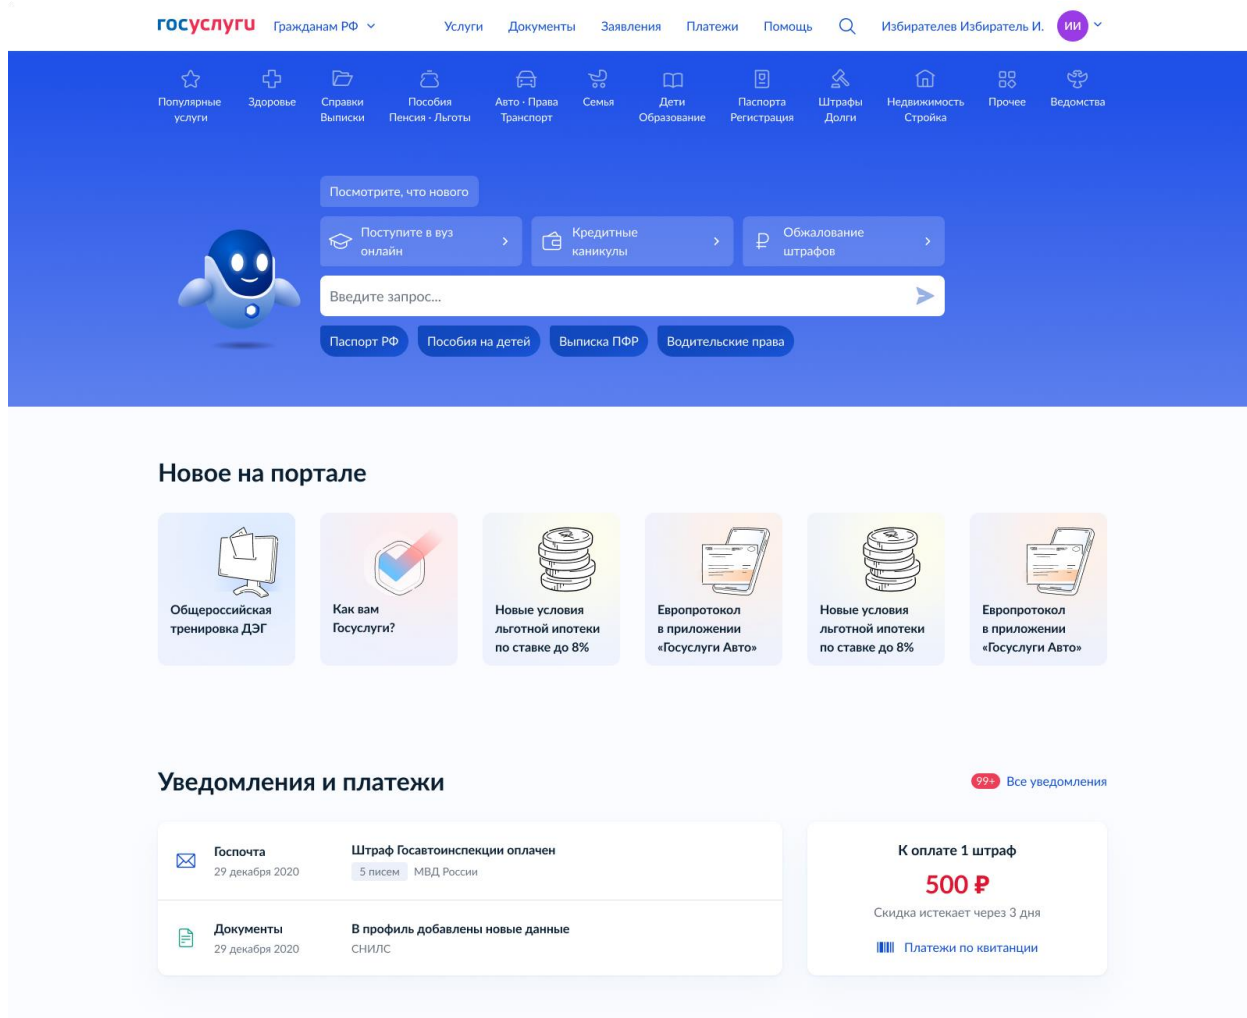 госуслуги Гражданам РФ Услуги Документы Заявления Платежи Помощь Избирателев Избиратель И. ИИ
Популярные услуги
Здоровье
Справки Выписки
Пособия Пенсия · Льготы
Авто · Права Транспорт
Семья
Дети Образование
Паспорта Регистрация
Штрафы Долги
Недвижимость Стройка
Прочее
Ведомства
Посмотрите, что нового
Поступите в вуз
онлайн
Кредитные
каникулы
Обжалование
штрафов
Введите запрос...
Паспорт РФ Пособия на детей Выписка ПФР Водительские права
Новое на портале
Общероссийская
тренировка ДЭГ
Как вам
Госуслуги?
Новые условия
льготной ипотеки
по ставке до 8%
Европротокол
в приложении
«Госуслуги Авто»
Новые условия
льготной ипотеки
по ставке до 8%
Европротокол
в приложении
«Госуслуги Авто»
Уведомления и платежи
99+ Все уведомления
Госпочта
29 декабря 2020
Штраф Госавтоинспекции оплачен
5 писем МВД России
Документы
29 декабря 2020
В профиль добавлены новые данные
СНИЛС
К оплате 1 штраф
500 ₽
Скидка истекает через 3 дня
Платежи по квитанции